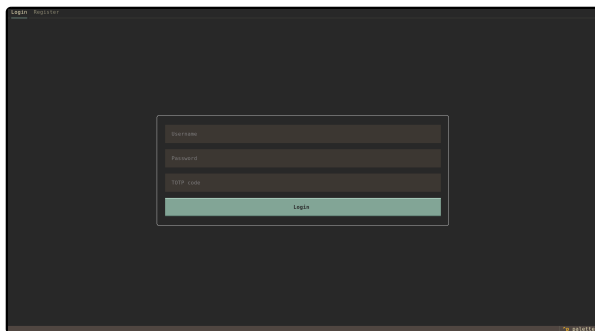 Login Register
Username
Password
TOTP code
Login
^p palette